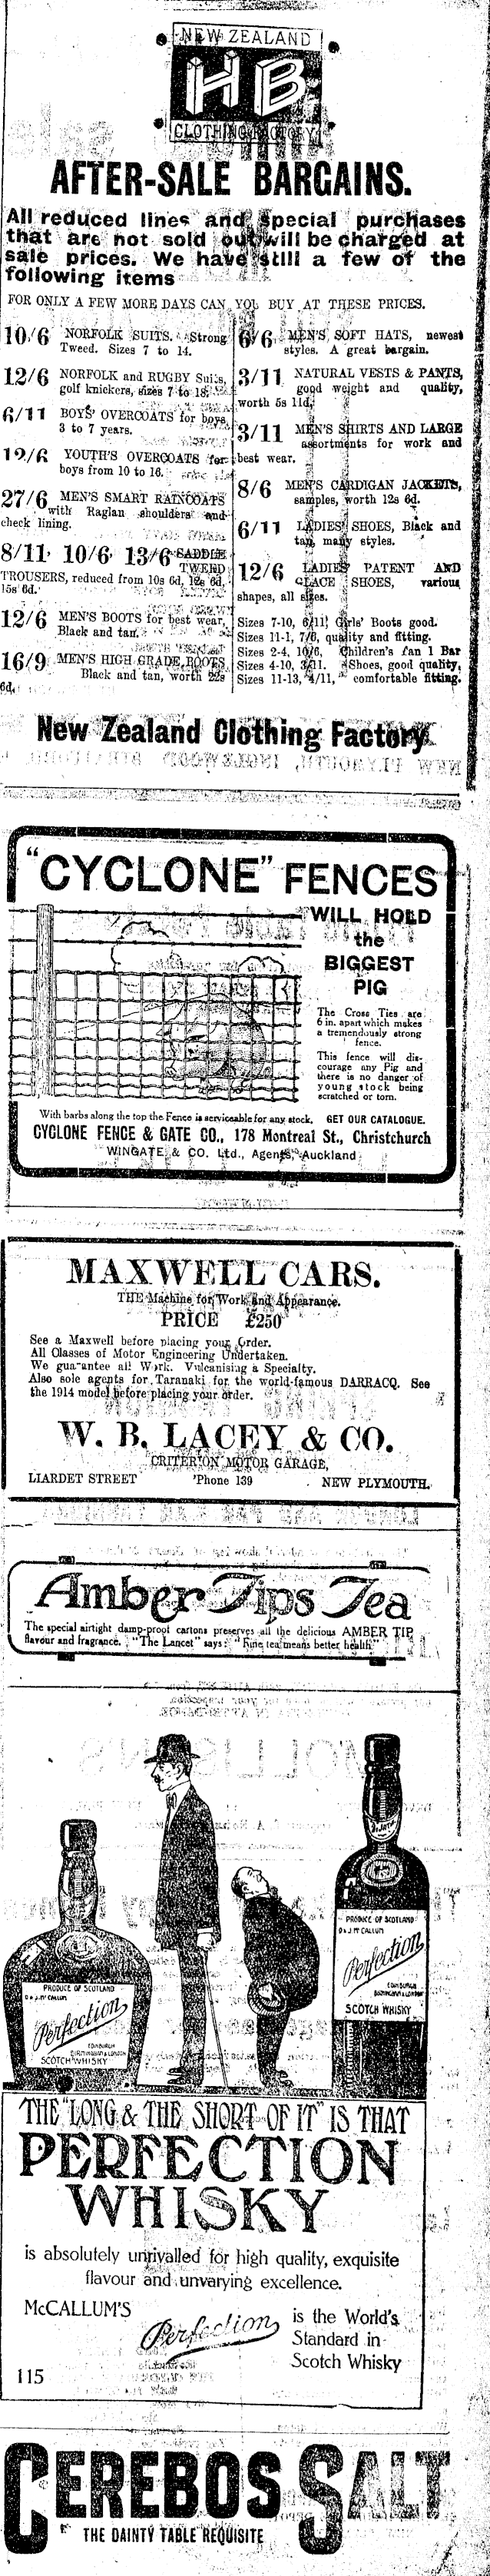 NEW ZEALAND
HB
CLOTHING FACTORY
AFTER-SALE BARGAINS.
All reduced lines and special purchases
that are not sold out will be charged at
sale prices. We have still a few of the
following items
FOR ONLY A FEW MORE DAYS CAN YOU BUY AT THESE PRICES.
10/6 NORFOLK SUITS. Strong
Tweed. Sizes 7 to 14.
12/6 NORFOLK and RUGBY Suits,
golf knickers, sizes 7 to 18.
6/11 BOYS' OVERCOATS for boys
3 to 7 years.
12/6 YOUTH'S OVERCOATS for
boys from 10 to 16.
27/6 MEN'S SMART RAINCOATS
with Raglan shoulders and
check lining.
8/11 10/6 13/6 SADDLE
TWEED
TROUSERS, reduced from 10s 6d, 12s 6d,
15s 6d.
12/6 MEN'S BOOTS for best wear,
Black and tan.
16/9 MEN'S HIGH GRADE BOOTS
Black and tan, worth 22s
6d.
6/6 MEN'S SOFT HATS, newest
styles. A great bargain.
3/11 NATURAL VESTS & PANTS,
good weight and quality,
worth 5s 11d.
3/11 MEN'S SHIRTS AND LARGE
assortments for work and
best wear.
8/6 MEN'S CARDIGAN JACKETS,
samples, worth 12s 6d.
6/11 LADIES' SHOES, Black and
tan, many styles.
12/6 LADIES' PATENT AND
GLACE SHOES, various
shapes, all sizes.
Sizes 7-10, 6/11 Girls' Boots good.
Sizes 11-1, 7/6, quality and fitting.
Sizes 2-4, 10/6, Children's fan 1 Bar
Sizes 4-10, 3/11. Shoes, good quality,
Sizes 11-13, 4/11, comfortable fitting.
New Zealand Clothing Factory
"CYCLONE" FENCES
WILL HOLD
the
BIGGEST
PIG
The Cross Ties are
6 in. apart which makes
a tremendously strong
fence.
This fence will dis-
courage any Pig and
there is no danger of
young stock being
scratched or torn.
With barbs along the top the Fence is serviceable for any stock. GET OUR CATALOGUE.
CYCLONE FENCE & GATE CO., 178 Montreal St., Christchurch
WINGATE & CO. Ltd., Agents, Auckland
MAXWELL CARS.
THE Machine for Work and Appearance.
PRICE £250
See a Maxwell before placing your Order.
All Classes of Motor Engineering Undertaken.
We guarantee all Work. Vulcanising a Specialty.
Also sole agents for Taranaki for the world-famous DARRACQ. See
the 1914 model before placing your order.
W. B. LACEY & CO.
CRITERION MOTOR GARAGE,
LIARDET STREET 'Phone 139 NEW PLYMOUTH.
Amber Tips Tea
The special airtight damp-proof cartons preserves all the delicious AMBER TIP
flavour and fragrance. "The Lancet" says: "Fine tea means better health."
PRODUCE OF SCOTLAND
D & J McCALLUM
Perfection
EDINBURGH
BIRMINGHAM & LONDON
SCOTCH WHISKY
PRODUCE OF SCOTLAND
D & J McCALLUM
Perfection
EDINBURGH
BIRMINGHAM & LONDON
SCOTCH WHISKY
THE "LONG & THE SHORT OF IT" IS THAT
PERFECTION
WHISKY
is absolutely unrivalled for high quality, exquisite
flavour and unvarying excellence.
McCALLUM'S
Perfection
is the World's
Standard in
Scotch Whisky
115
CEREBOS SALT
THE DAINTY TABLE REQUISITE